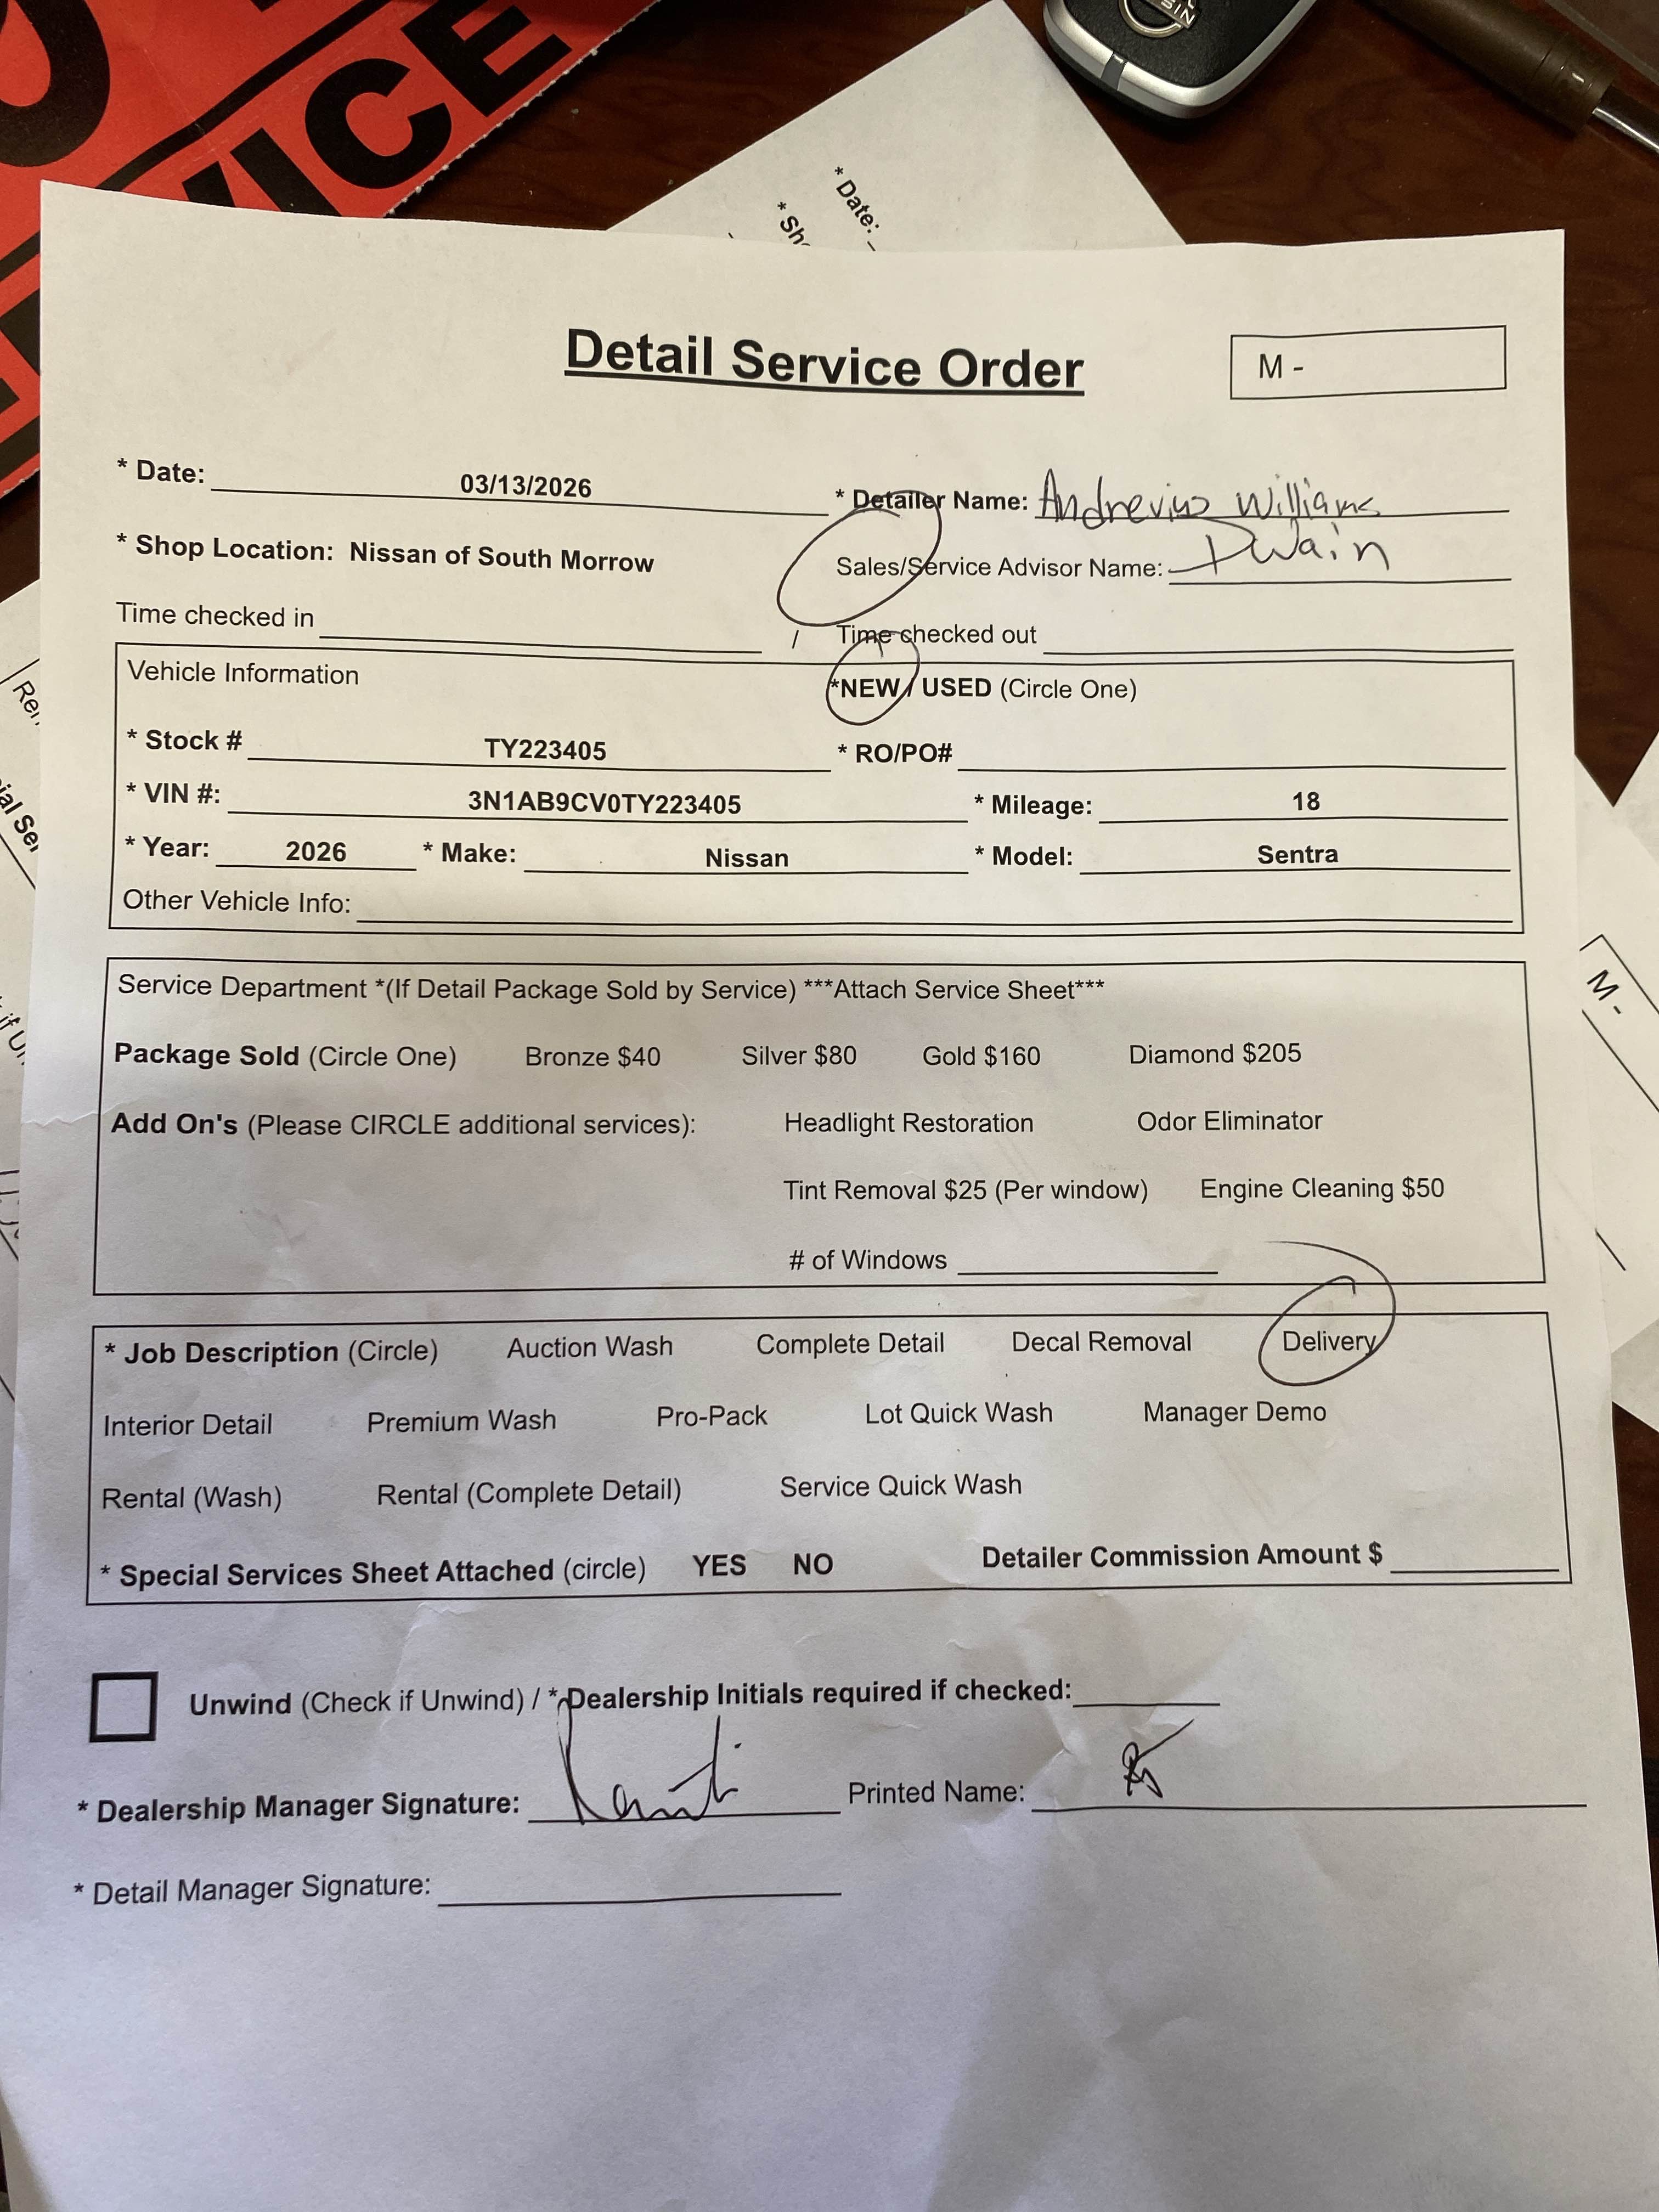 VICE
SIN
* Date:
* Sh
Detail Service Order
M -
* Date: 03/13/2026 * Detailer Name: Andrevius Williams
* Shop Location: Nissan of South Morrow Sales/Service Advisor Name: Dwain
Time checked in / Time checked out
Vehicle Information *NEW / USED (Circle One)
* Stock # TY223405 * RO/PO#
* VIN #: 3N1AB9CV0TY223405 * Mileage: 18
* Year: 2026 * Make: Nissan * Model: Sentra
Other Vehicle Info:
Service Department *(If Detail Package Sold by Service) ***Attach Service Sheet***
Package Sold (Circle One) Bronze $40 Silver $80 Gold $160 Diamond $205
Add On's (Please CIRCLE additional services): Headlight Restoration Odor Eliminator
Tint Removal $25 (Per window) Engine Cleaning $50
# of Windows
* Job Description (Circle) Auction Wash Complete Detail Decal Removal Delivery
Interior Detail Premium Wash Pro-Pack Lot Quick Wash Manager Demo
Rental (Wash) Rental (Complete Detail) Service Quick Wash
* Special Services Sheet Attached (circle) YES NO Detailer Commission Amount $
Unwind (Check if Unwind) / * Dealership Initials required if checked:
* Dealership Manager Signature: Printed Name:
* Detail Manager Signature:
M -